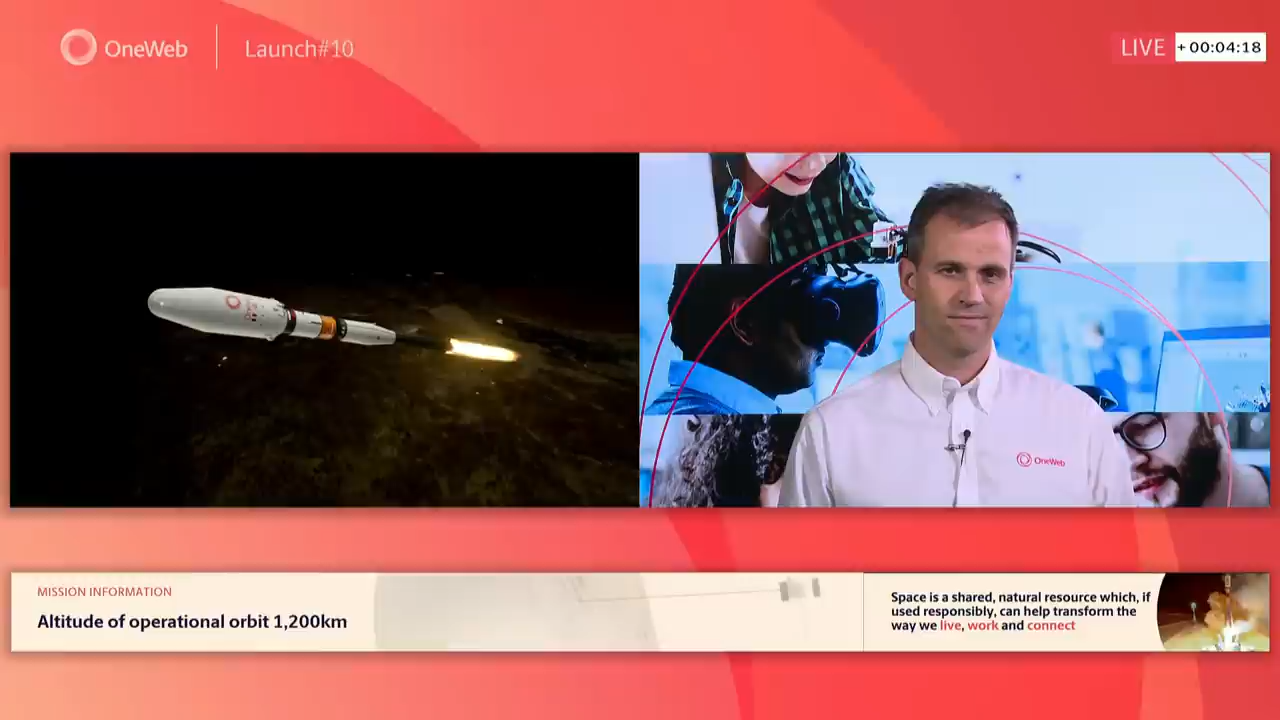 OneWeb
Launch#10
LIVE
+ 00:04:18
OneWeb
MISSION INFORMATION
Altitude of operational orbit 1,200km
Space is a shared, natural resource which, if
used responsibly, can help transform the
way we live, work and connect